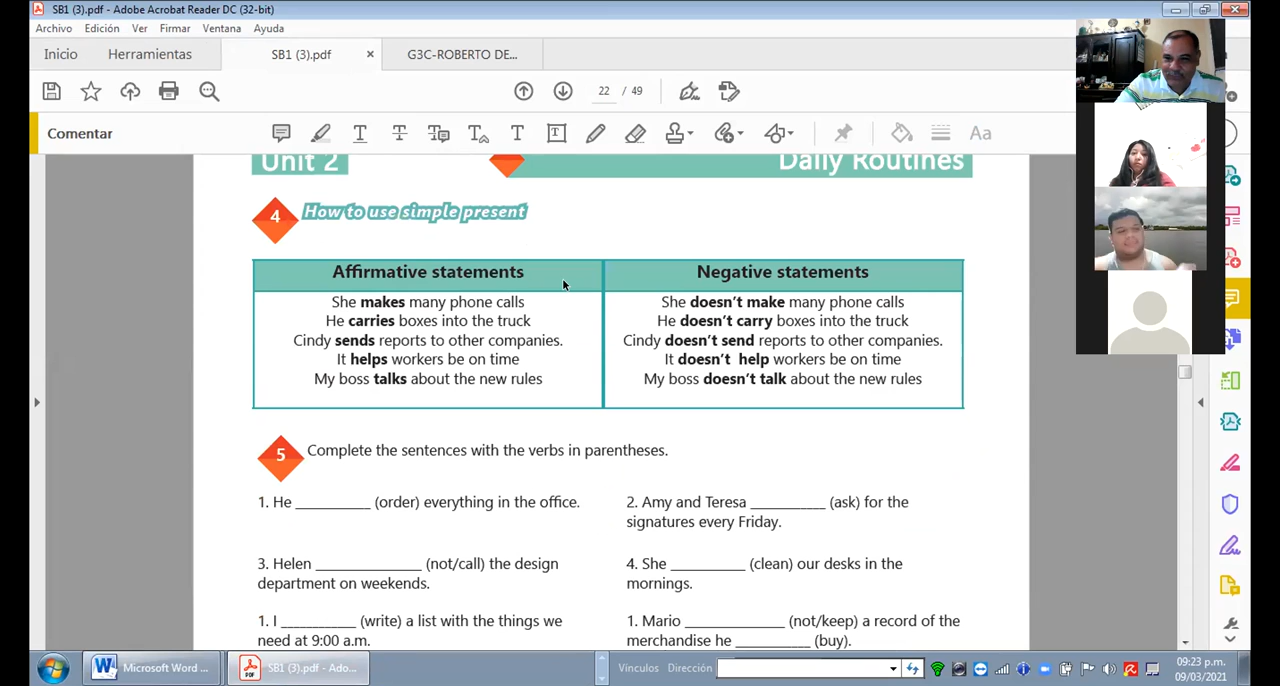 SB1 (3).pdf - Adobe Acrobat Reader DC (32-bit)
Archivo Edición Ver Firmar Ventana Ayuda
Inicio Herramientas SB1 (3).pdf × G3C-ROBERTO DE...
22 / 49
Comentar
Aa
Unit 2 Daily Routines
4 How to use simple present
Affirmative statements Negative statements
She makes many phone calls She doesn't make many phone calls
He carries boxes into the truck He doesn't carry boxes into the truck
Cindy sends reports to other companies. Cindy doesn't send reports to other companies.
It helps workers be on time It doesn't help workers be on time
My boss talks about the new rules My boss doesn't talk about the new rules
5 Complete the sentences with the verbs in parentheses.
1. He __________ (order) everything in the office. 2. Amy and Teresa __________ (ask) for the
signatures every Friday.
3. Helen ______________ (not/call) the design 4. She __________ (clean) our desks in the
department on weekends. mornings.
1. I __________ (write) a list with the things we 1. Mario _____________ (not/keep) a record of the
need at 9:00 a.m. merchandise he __________ (buy).
Microsoft Word ... SB1 (3).pdf - Ado... Vínculos Dirección 09:23 p.m.
09/03/2021